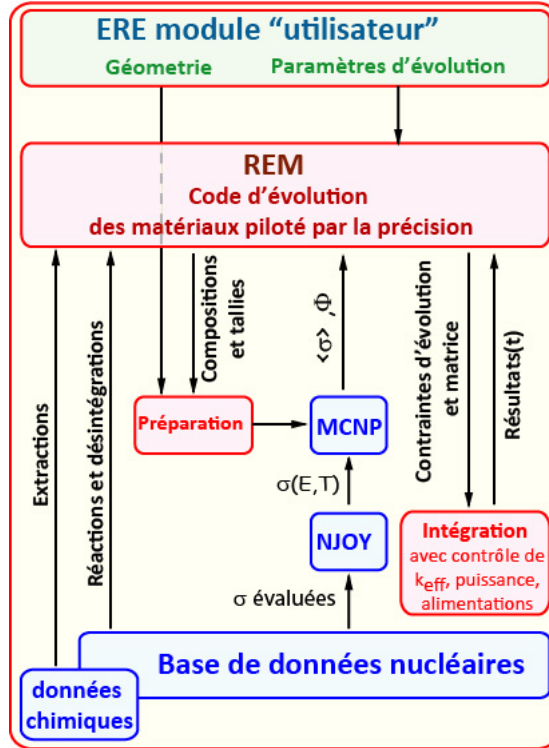 ERE module “utilisateur”
Géometrie
Paramètres d’évolution
REM
Code d’évolution
des matériaux piloté par la précision
Extractions
Réactions et désintégrations
Compositions
et tallies
<σ> ,Φ
Contraintes d’évolution
et matrice
Résultats(t)
Préparation
MCNP
σ(E,T)
NJOY
Intégration
avec contrôle de
keff, puissance,
alimentations
σ évaluées
Base de données nucléaires
données
chimiques